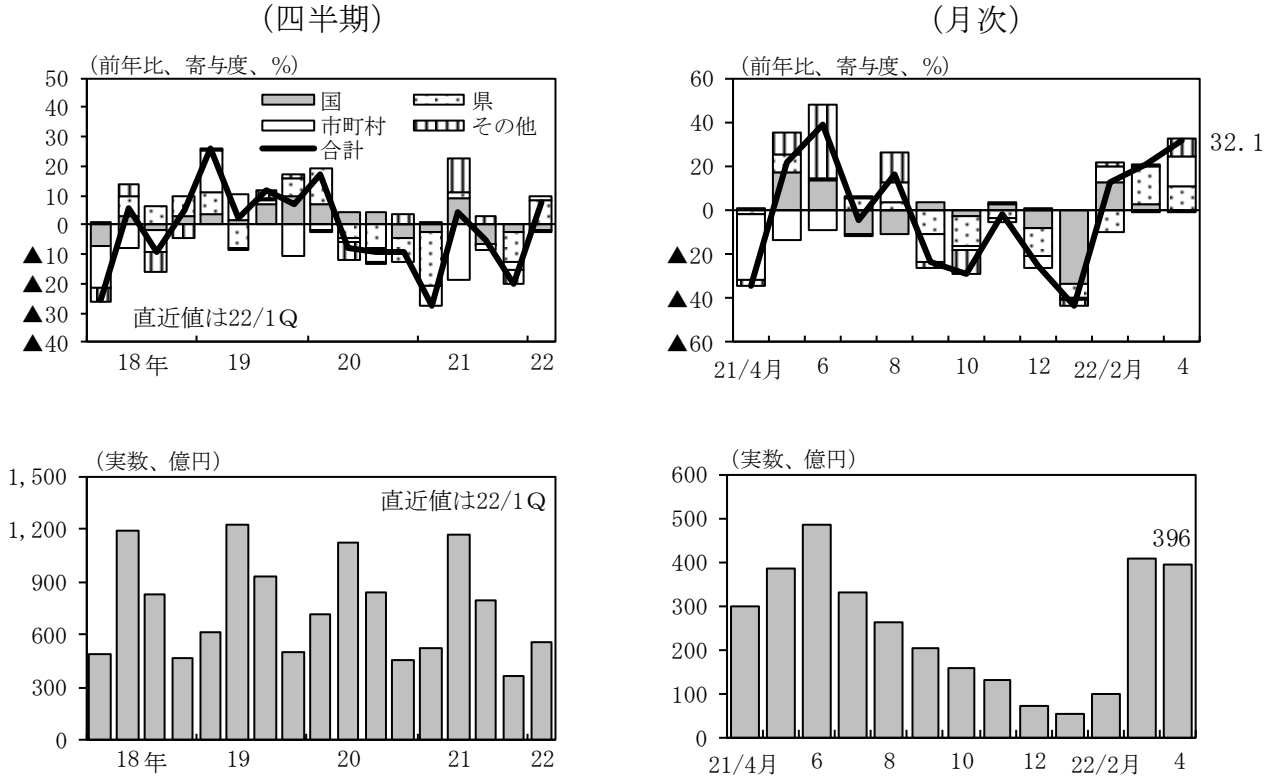 (四半期)
(前年比、寄与度、%)
50
40
30
20
10
0
▲10
▲20
▲30
▲40
国
県
市町村
その他
合計
直近値は22/1Q
18年
19
20
21
22
(月次)
(前年比、寄与度、%)
60
40
20
0
▲20
▲40
▲60
32.1
21/4月
6
8
10
12
22/2月
4
(実数、億円)
1,500
1,200
900
600
300
0
直近値は22/1Q
18年
19
20
21
22
(実数、億円)
600
500
400
300
200
100
0
396
21/4月
6
8
10
12
22/2月
4